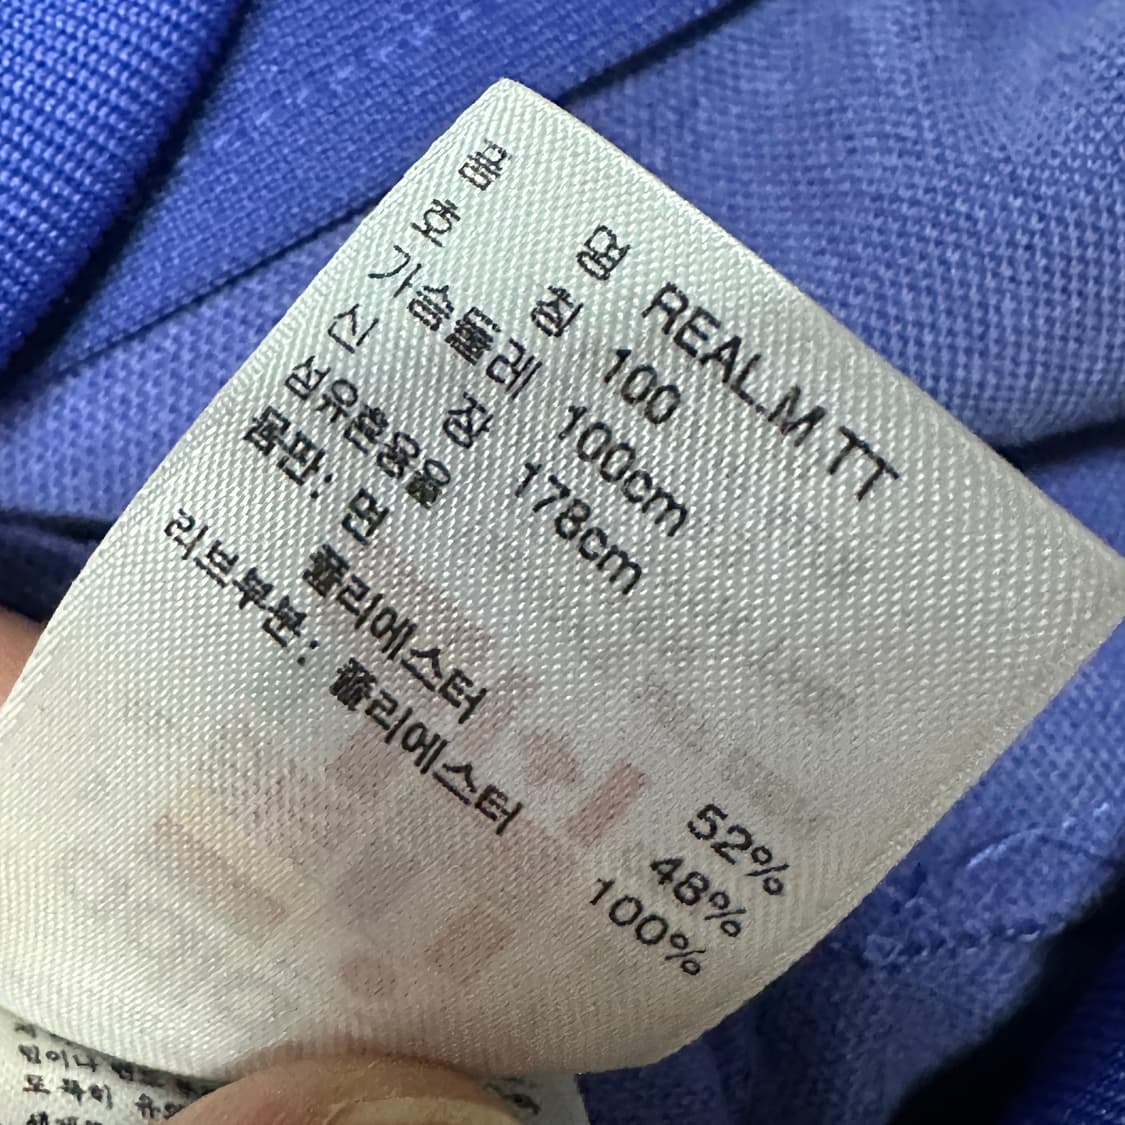 품 명 REAL.M TT
호 칭 100
가슴둘레 100cm
신 장 178cm
섬유혼용율
몸판: 면 52%
폴리에스터 48%
리브부분: 폴리에스터 100%